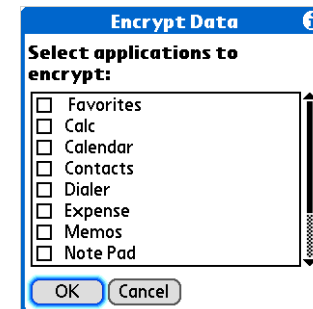 Encrypt Data
Select applications to
encrypt:
Favorites
Calc
Calendar
Contacts
Dialer
Expense
Memos
Note Pad
OK Cancel